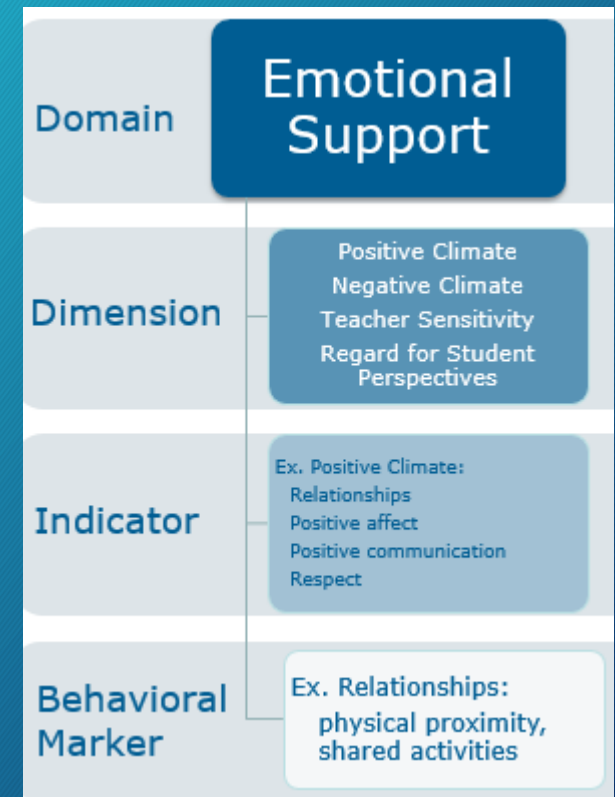 Domain
Emotional
Support
Dimension
Positive Climate
Negative Climate
Teacher Sensitivity
Regard for Student
Perspectives
Indicator
Ex. Positive Climate:
Relationships
Positive affect
Positive communication
Respect
Behavioral
Marker
Ex. Relationships:
physical proximity,
shared activities